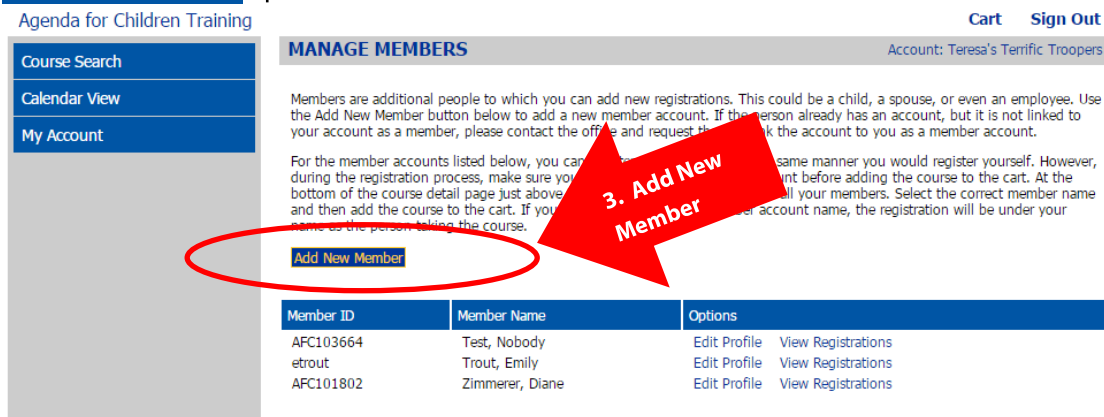 Agenda for Children Training
Cart Sign Out
Course Search
Calendar View
My Account
MANAGE MEMBERS
Account: Teresa's Terrific Troopers
Members are additional people to which you can add new registrations. This could be a child, a spouse, or even an employee. Use
the Add New Member button below to add a new member account. If the person already has an account, but it is not linked to
your account as a member, please contact the office and request the k the account to you as a member account.
For the member accounts listed below, you can same manner you would register yourself. However,
during the registration process, make sure you before adding the course to the cart. At the
bottom of the course detail page just above all your members. Select the correct member name
and then add the course to the cart. If you account name, the registration will be under your
name as the person taking the course.
3. Add New
Member
Add New Member
Member ID Member Name Options
AFC103664 Test, Nobody Edit Profile View Registrations
etrout Trout, Emily Edit Profile View Registrations
AFC101802 Zimmerer, Diane Edit Profile View Registrations